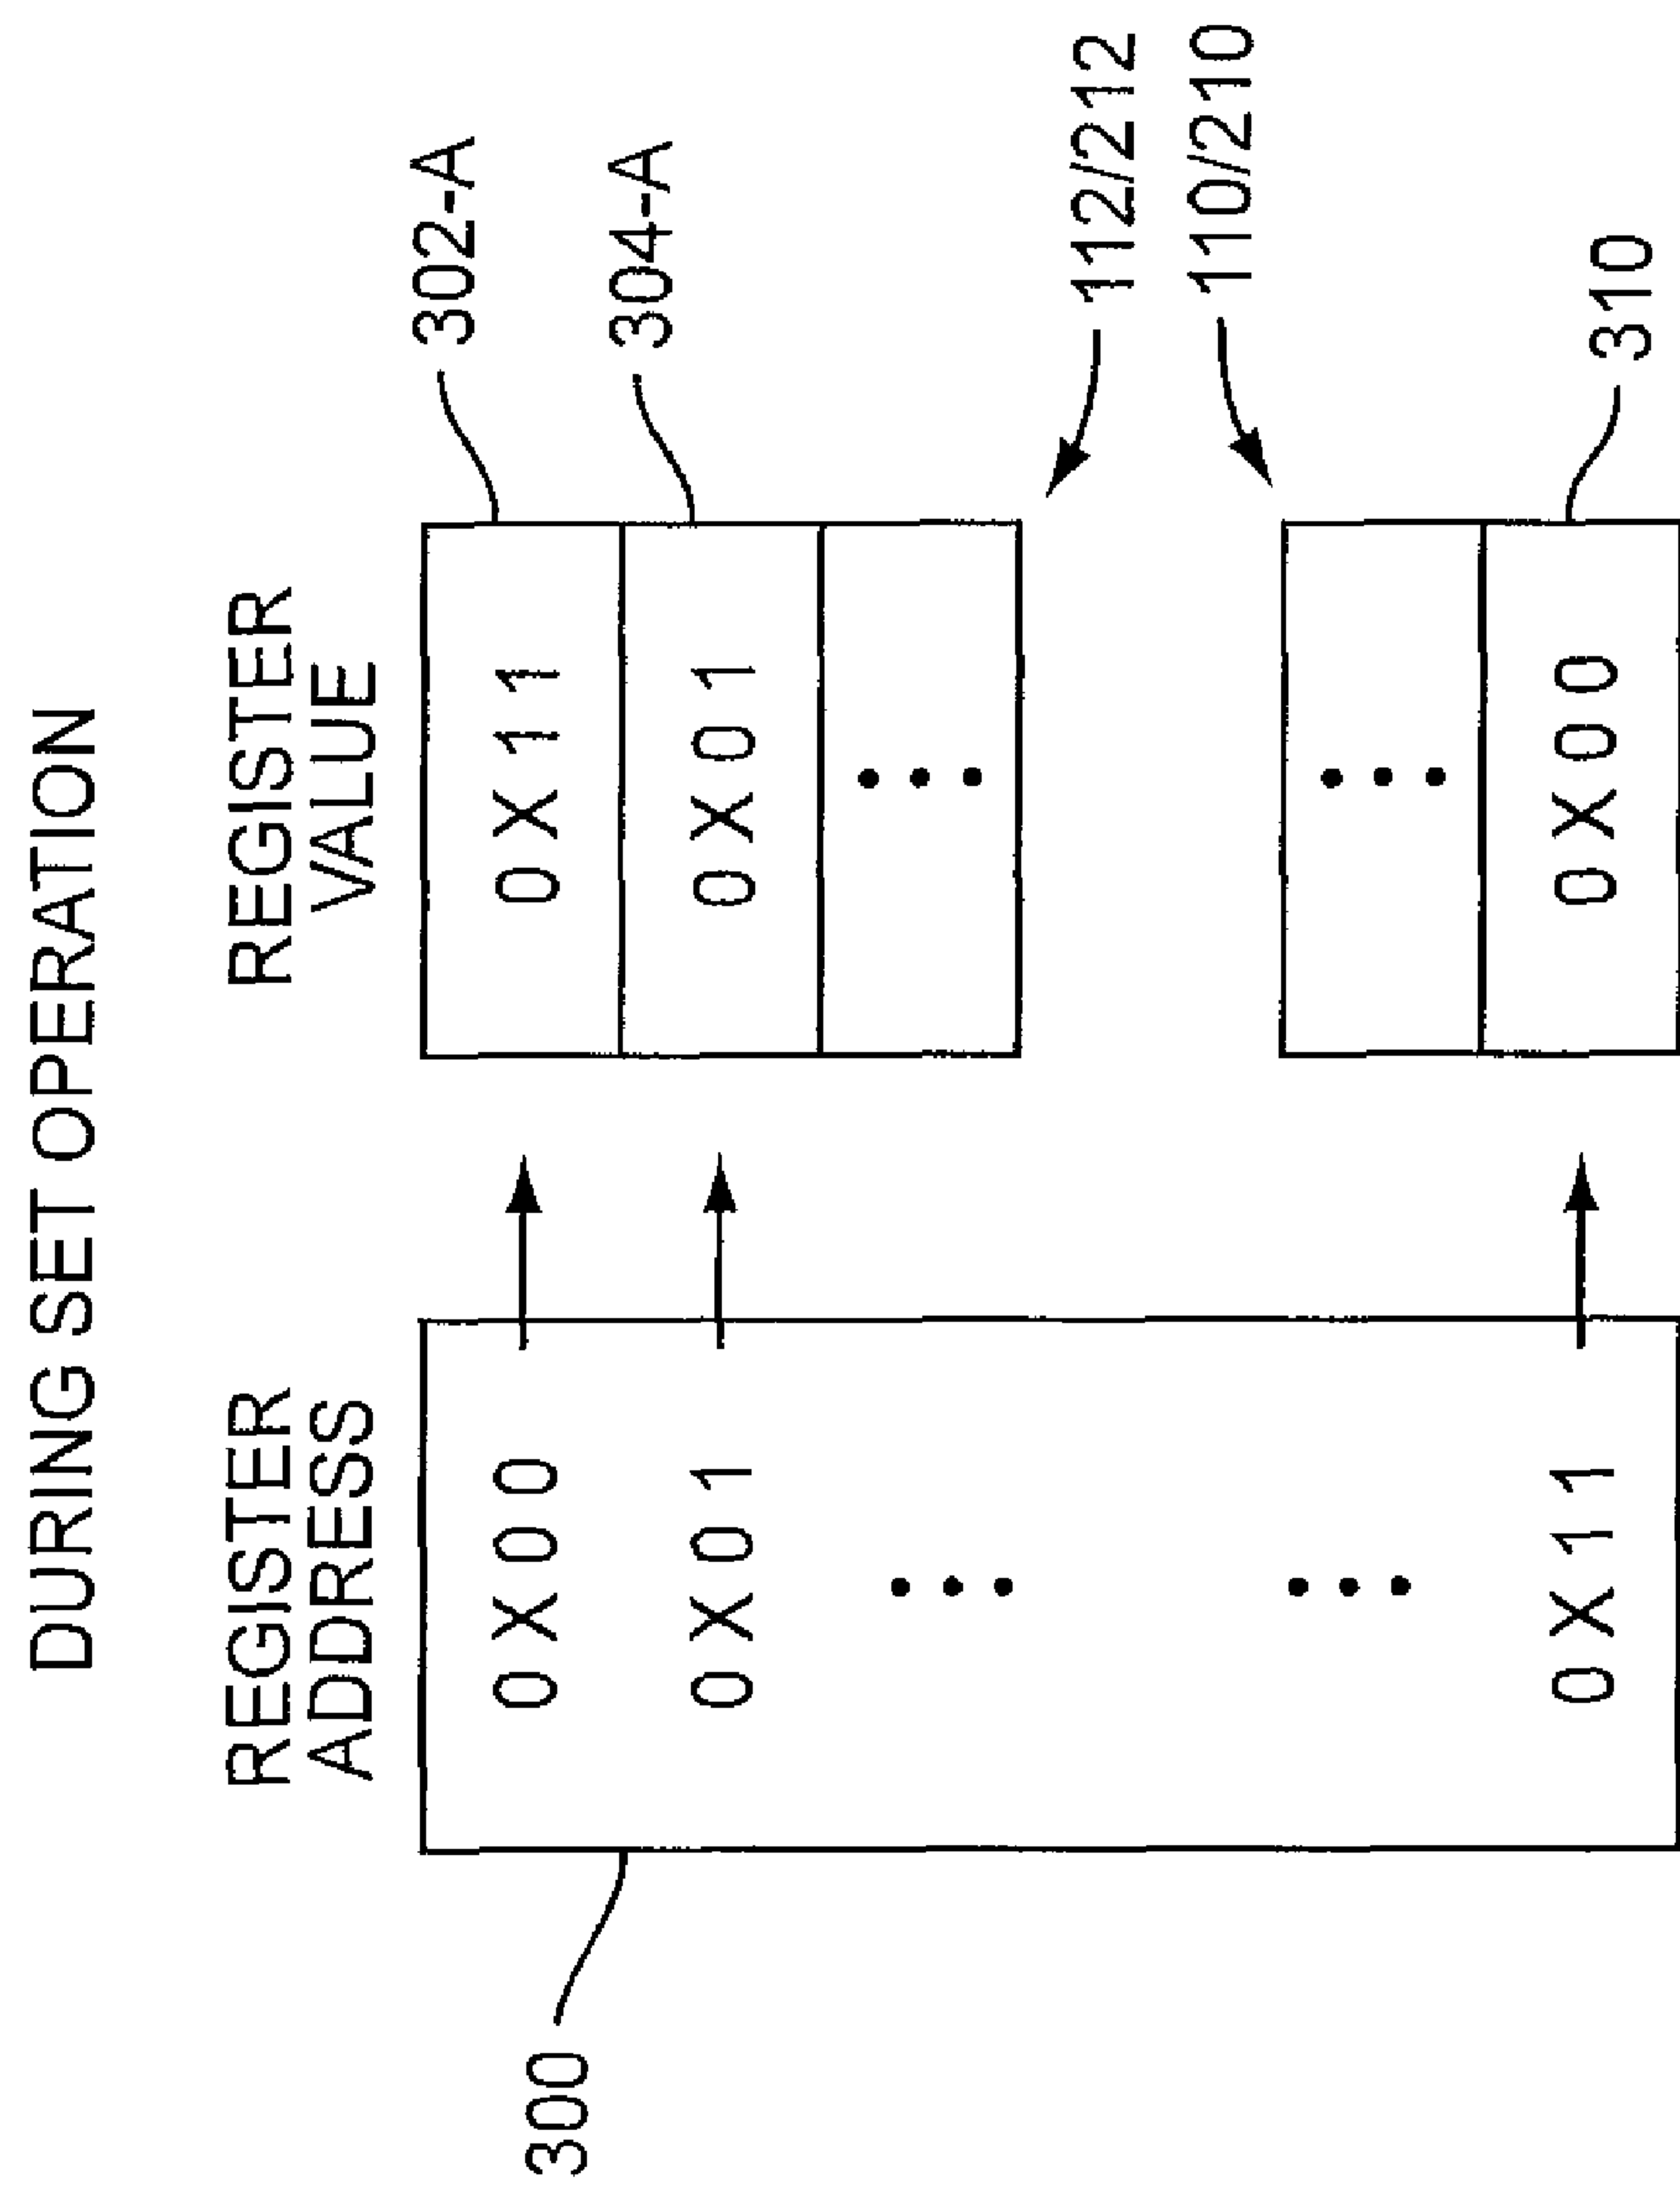 DURING SET OPERATION
REGISTER ADDRESS
REGISTER VALUE
300
0X00
0X11
302-A
0X01
0X01
304-A
112/212
110/210
0X11
0X00
310